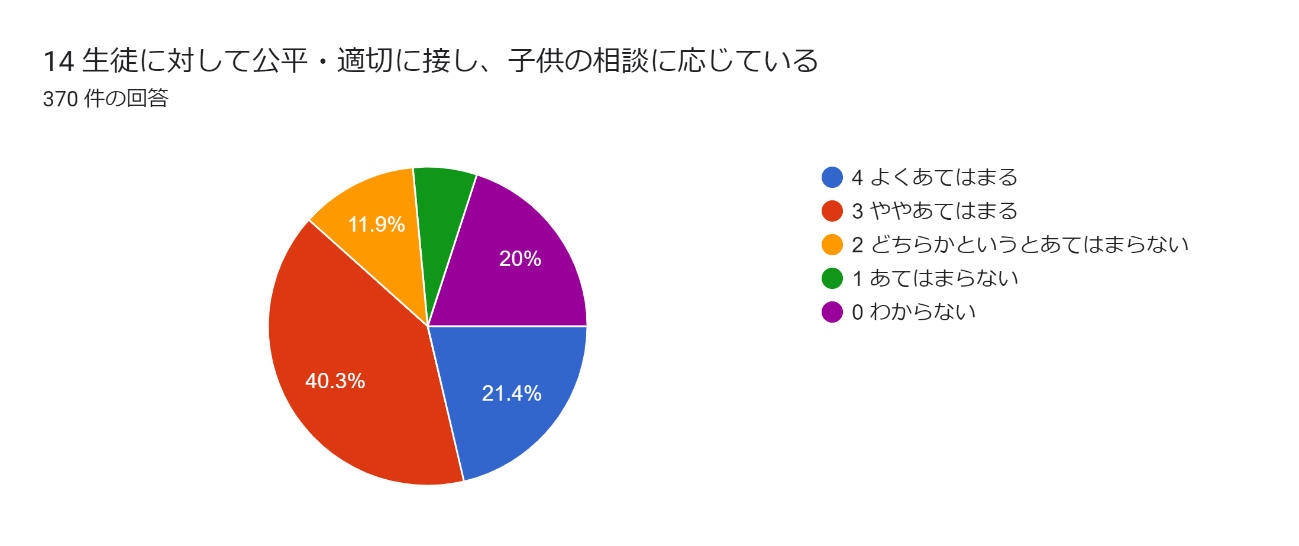 14 生徒に対して公平・適切に接し、子供の相談に応じている
370 件の回答
4 よくあてはまる
3 ややあてはまる
2 どちらかというとあてはまらない
1 あてはまらない
0 わからない
11.9%
20%
40.3%
21.4%